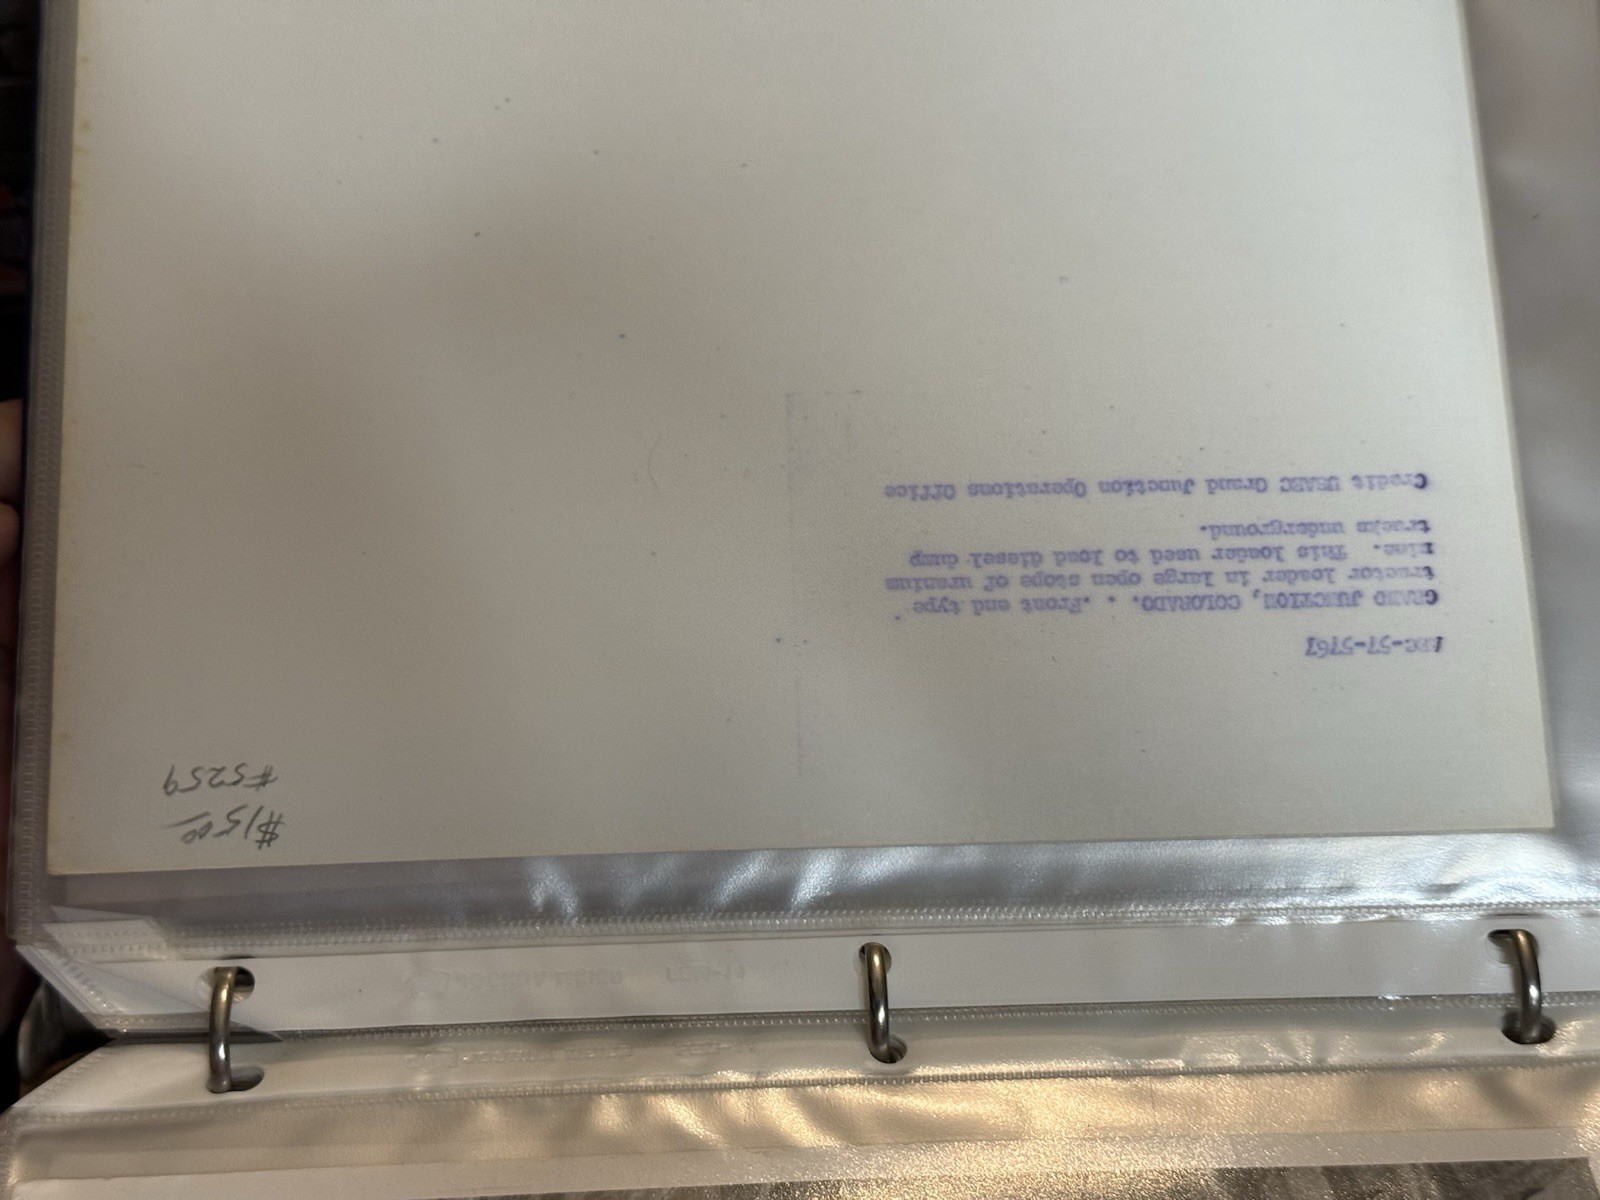 AEC-57-5767
GRAND JUNCTION, COLORADO. . .Front end type
tractor loader in large open stope of uranium
mine. This loader used to load diesel dump
trucks underground.
Credit USAEC Grand Junction Operations Office
$15.00
#5259